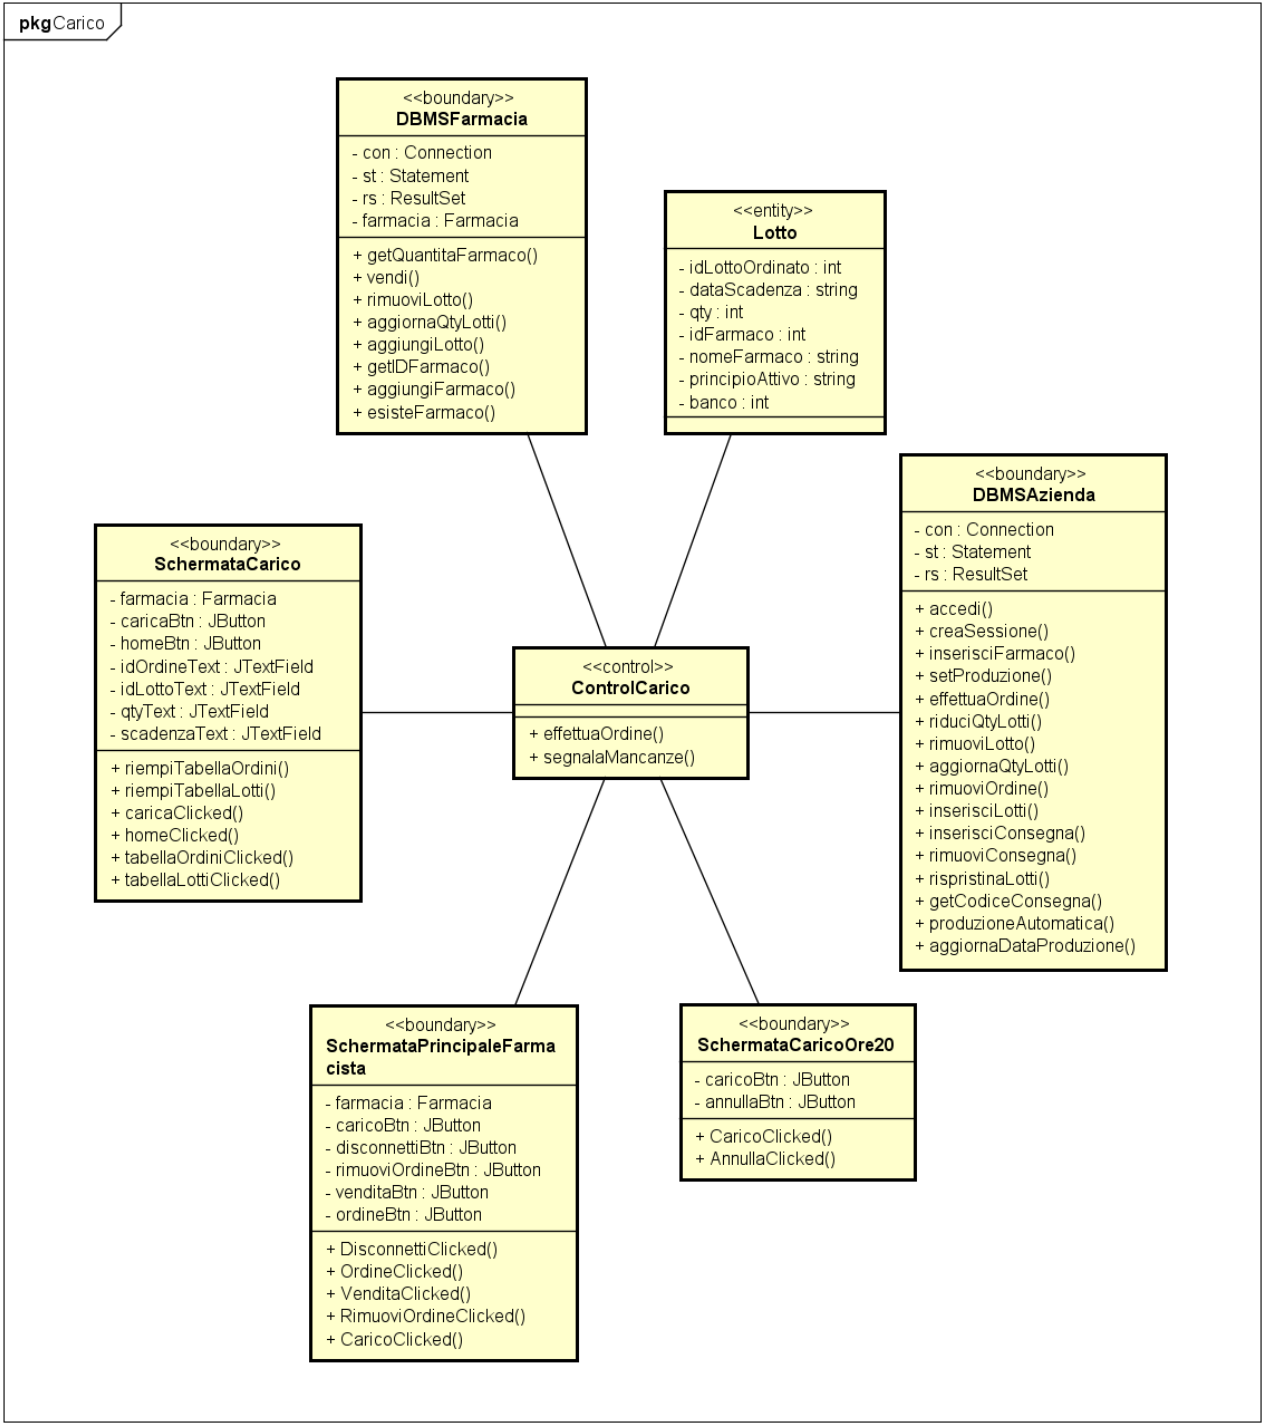 pkg Carico
<<boundary>>
DBMSFarmacia
- con : Connection
- st : Statement
- rs : ResultSet
- farmacia : Farmacia
+ getQuantitaFarmaco()
+ vendi()
+ rimuoviLotto()
+ aggiornaQtyLotti()
+ aggiungiLotto()
+ getIDFarmaco()
+ aggiungiFarmaco()
+ esisteFarmaco()
<<entity>>
Lotto
- idLottoOrdinato : int
- dataScadenza : string
- qty : int
- idFarmaco : int
- nomeFarmaco : string
- principioAttivo : string
- banco : int
<<boundary>>
DBMSAzienda
- con : Connection
- st : Statement
- rs : ResultSet
+ accedi()
+ creaSessione()
+ inserisciFarmaco()
+ setProduzione()
+ effettuaOrdine()
+ riduciQtyLotti()
+ rimuoviLotto()
+ aggiornaQtyLotti()
+ rimuoviOrdine()
+ inserisciLotti()
+ inserisciConsegna()
+ rimuoviConsegna()
+ rispristinaLotti()
+ getCodiceConsegna()
+ produzioneAutomatica()
+ aggiornaDataProduzione()
<<boundary>>
SchermataCarico
- farmacia : Farmacia
- caricaBtn : JButton
- homeBtn : JButton
- idOrdineText : JTextField
- idLottoText : JTextField
- qtyText : JTextField
- scadenzaText : JTextField
+ riempiTabellaOrdini()
+ riempiTabellaLotti()
+ caricaClicked()
+ homeClicked()
+ tabellaOrdiniClicked()
+ tabellaLottiClicked()
<<control>>
ControlCarico
+ effettuaOrdine()
+ segnalaMancanze()
<<boundary>>
SchermataPrincipaleFarma
cista
- farmacia : Farmacia
- caricoBtn : JButton
- disconnettiBtn : JButton
- rimuoviOrdineBtn : JButton
- venditaBtn : JButton
- ordineBtn : JButton
+ DisconnettiClicked()
+ OrdineClicked()
+ VenditaClicked()
+ RimuoviOrdineClicked()
+ CaricoClicked()
<<boundary>>
SchermataCaricoOre20
- caricoBtn : JButton
- annullaBtn : JButton
+ CaricoClicked()
+ AnnullaClicked()